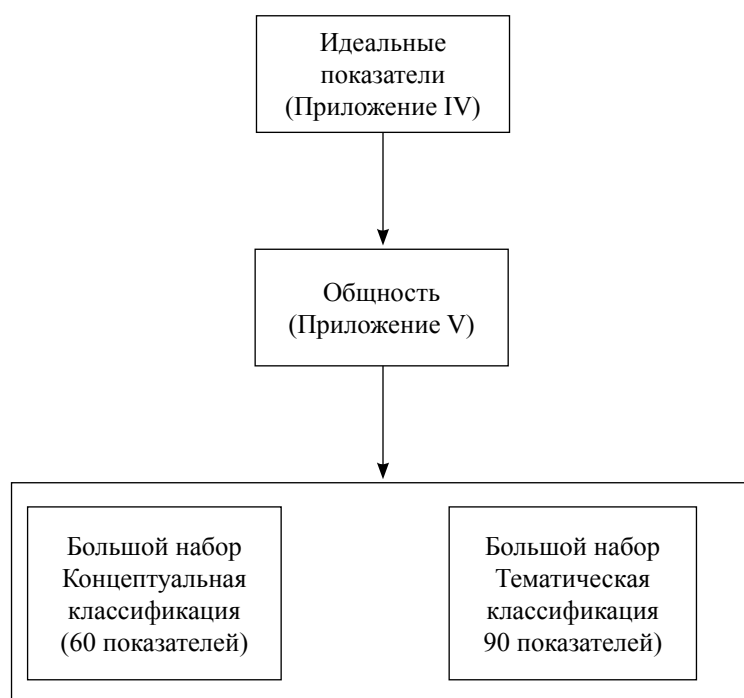 Идеальные
показатели
(Приложение IV)
Общность
(Приложение V)
Большой набор
Концептуальная
классификация
(60 показателей)
Большой набор
Тематическая
классификация
90 показателей)